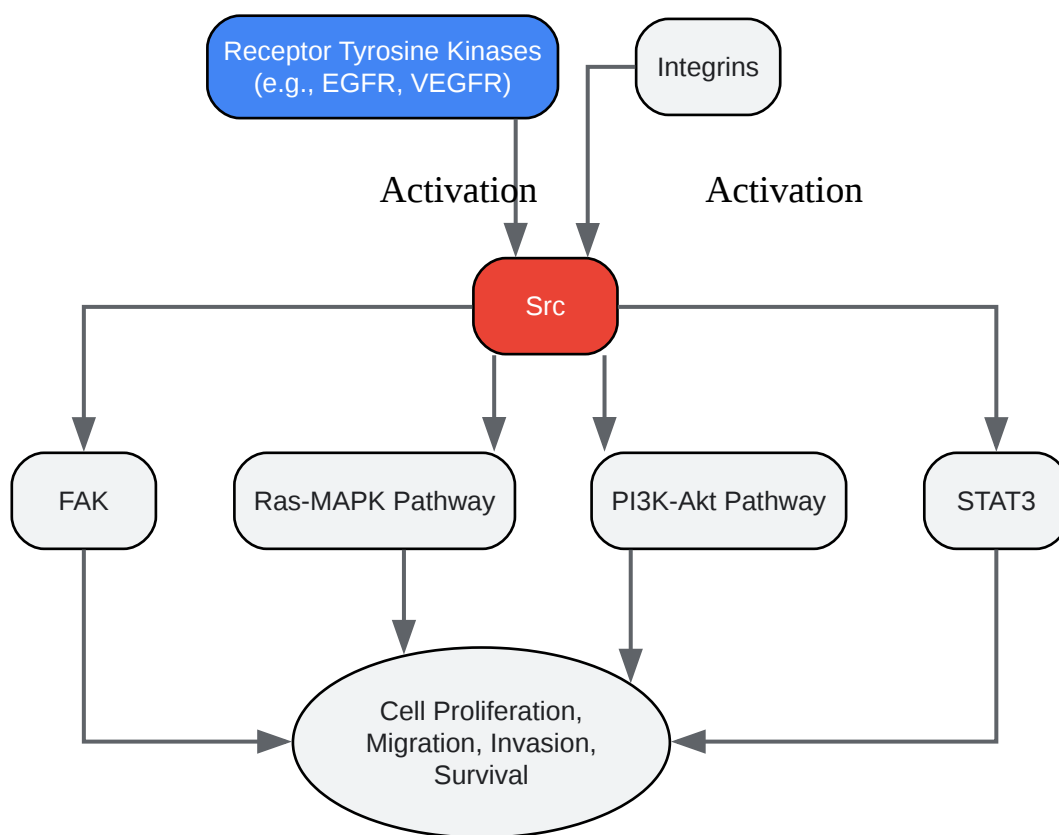 Receptor Tyrosine Kinases
(e.g., EGFR, VEGFR)
Integrins
Activation
Activation
Src
FAK
Ras-MAPK Pathway
PI3K-Akt Pathway
STAT3
Cell Proliferation,
Migration, Invasion,
Survival